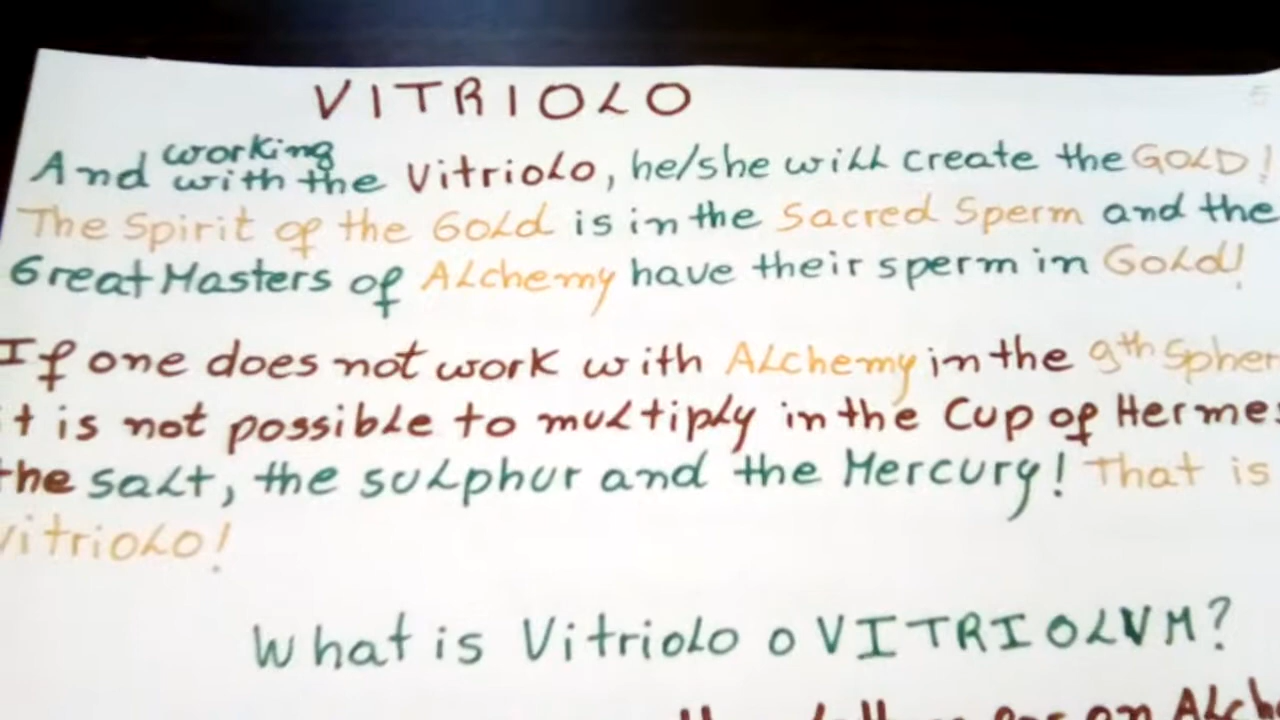 VITRIOLO
working
And with the Vitriolo, he/she will create the GOLD!
The Spirit of the Gold is in the Sacred Sperm and the
Great Masters of Alchemy have their sperm in Gold!
If one does not work with Alchemy in the 9th Spher
it is not possible to multiply in the Cup of Hermes
the salt, the sulphur and the Mercury! That is
Vitriolo!
What is Vitriolo o VITRIOLVM?